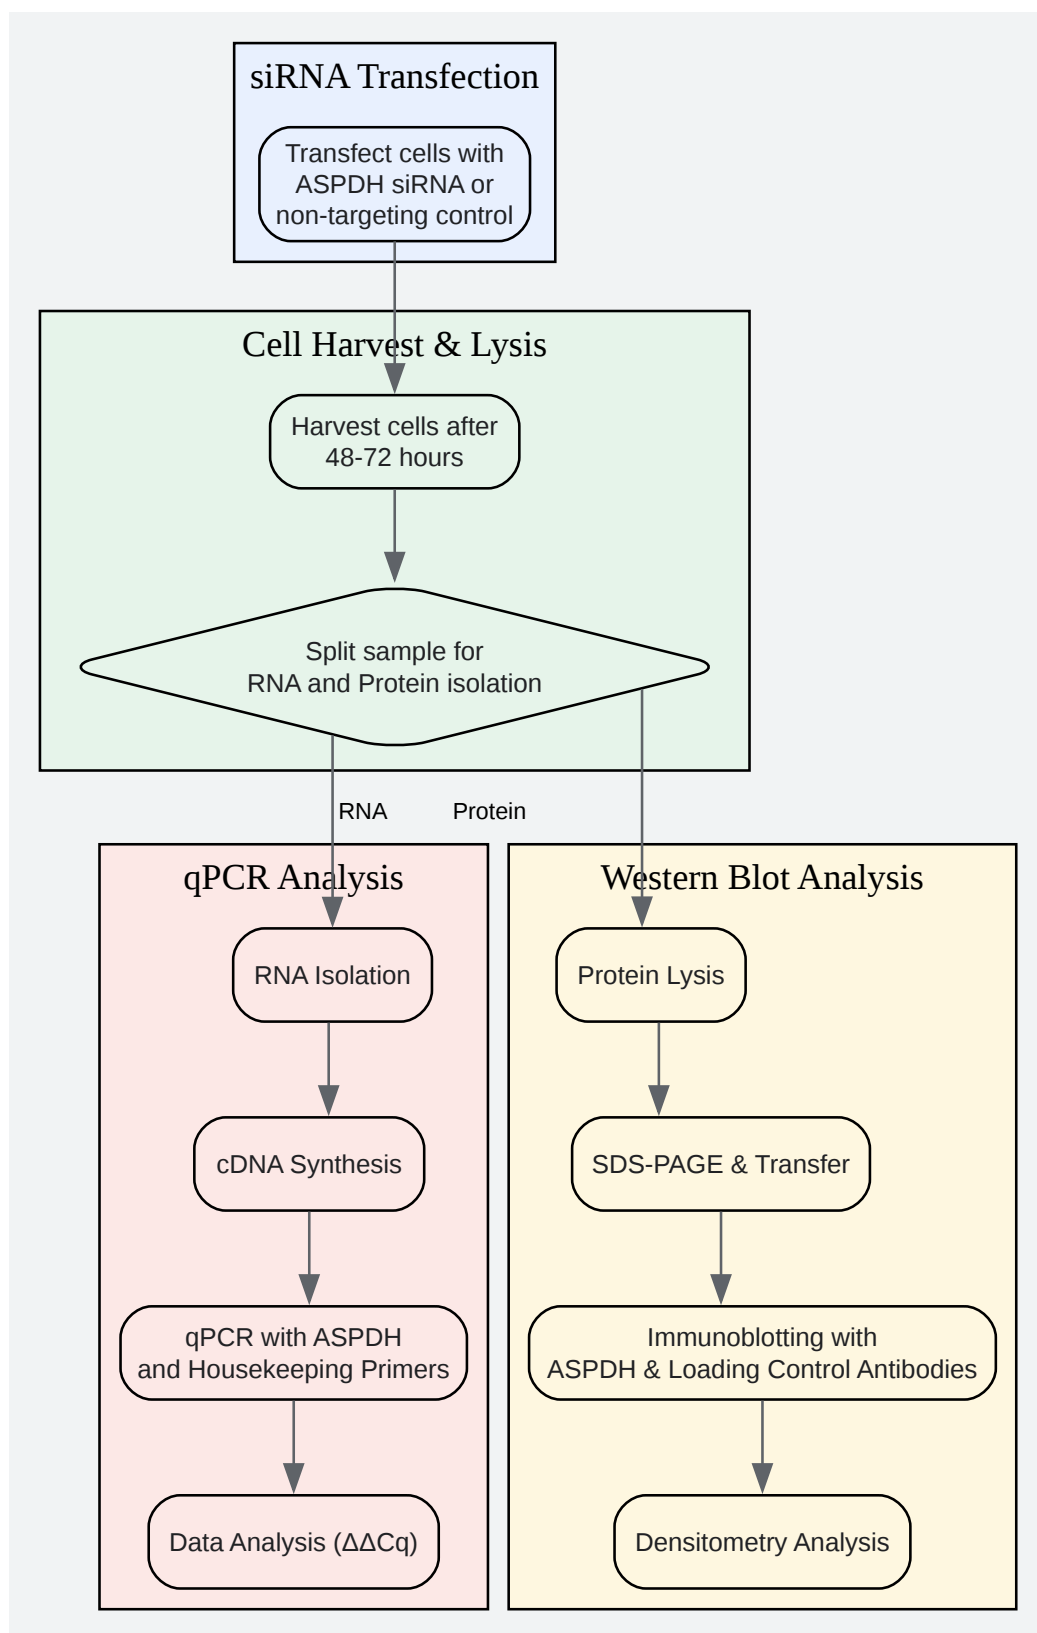 siRNA Transfection
Transfect cells with
ASPDH siRNA or
non-targeting control
Cell Harvest & Lysis
Harvest cells after
48-72 hours
Split sample for
RNA and Protein isolation
RNA
Protein
qPCR Analysis
RNA Isolation
cDNA Synthesis
qPCR with ASPDH
and Housekeeping Primers
Data Analysis (ΔΔCq)
Western Blot Analysis
Protein Lysis
SDS-PAGE & Transfer
Immunoblotting with
ASPDH & Loading Control Antibodies
Densitometry Analysis